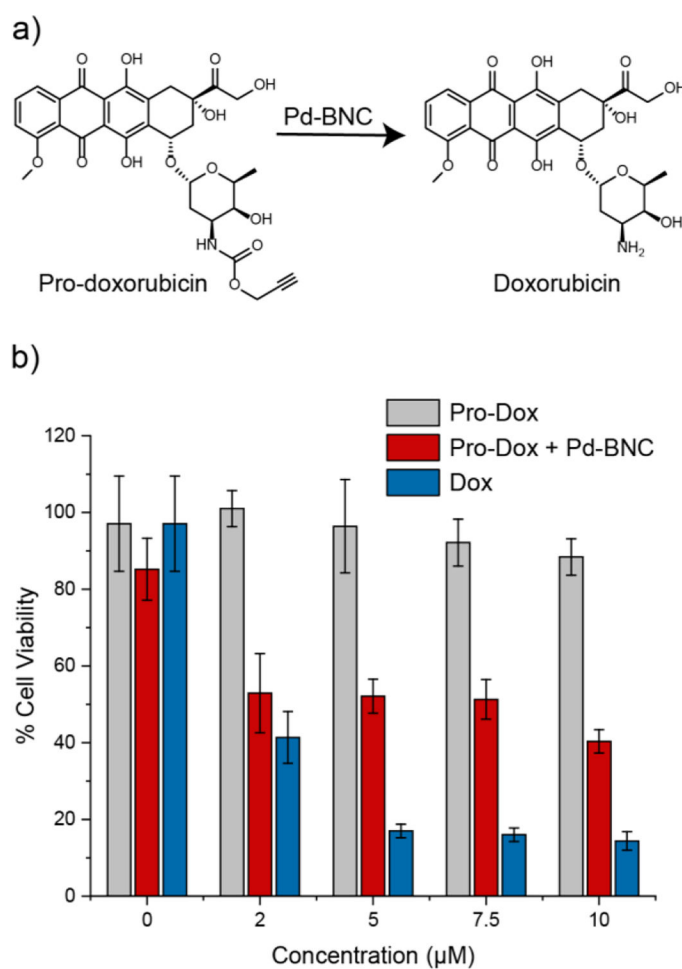 a)
O OH O OH
OH
O O OH O
O
OH
HN O
O
Pro-doxorubicin
Pd-BNC
O OH O OH
OH
O O OH O
O
OH
NH2
Doxorubicin
b)
Pro-Dox
Pro-Dox + Pd-BNC
Dox
120
100
80
60
40
20
0
% Cell Viability
0 2 5 7.5 10
Concentration (µM)